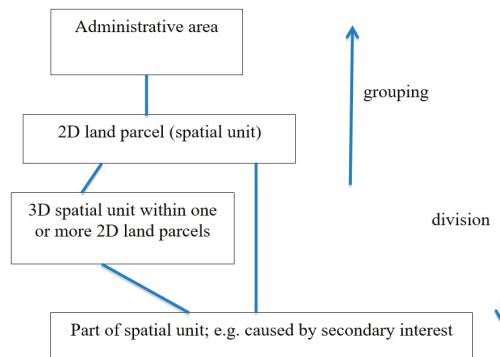 Administrative area
grouping
2D land parcel (spatial unit)
3D spatial unit within one
or more 2D land parcels
division
Part of spatial unit; e.g. caused by secondary interest